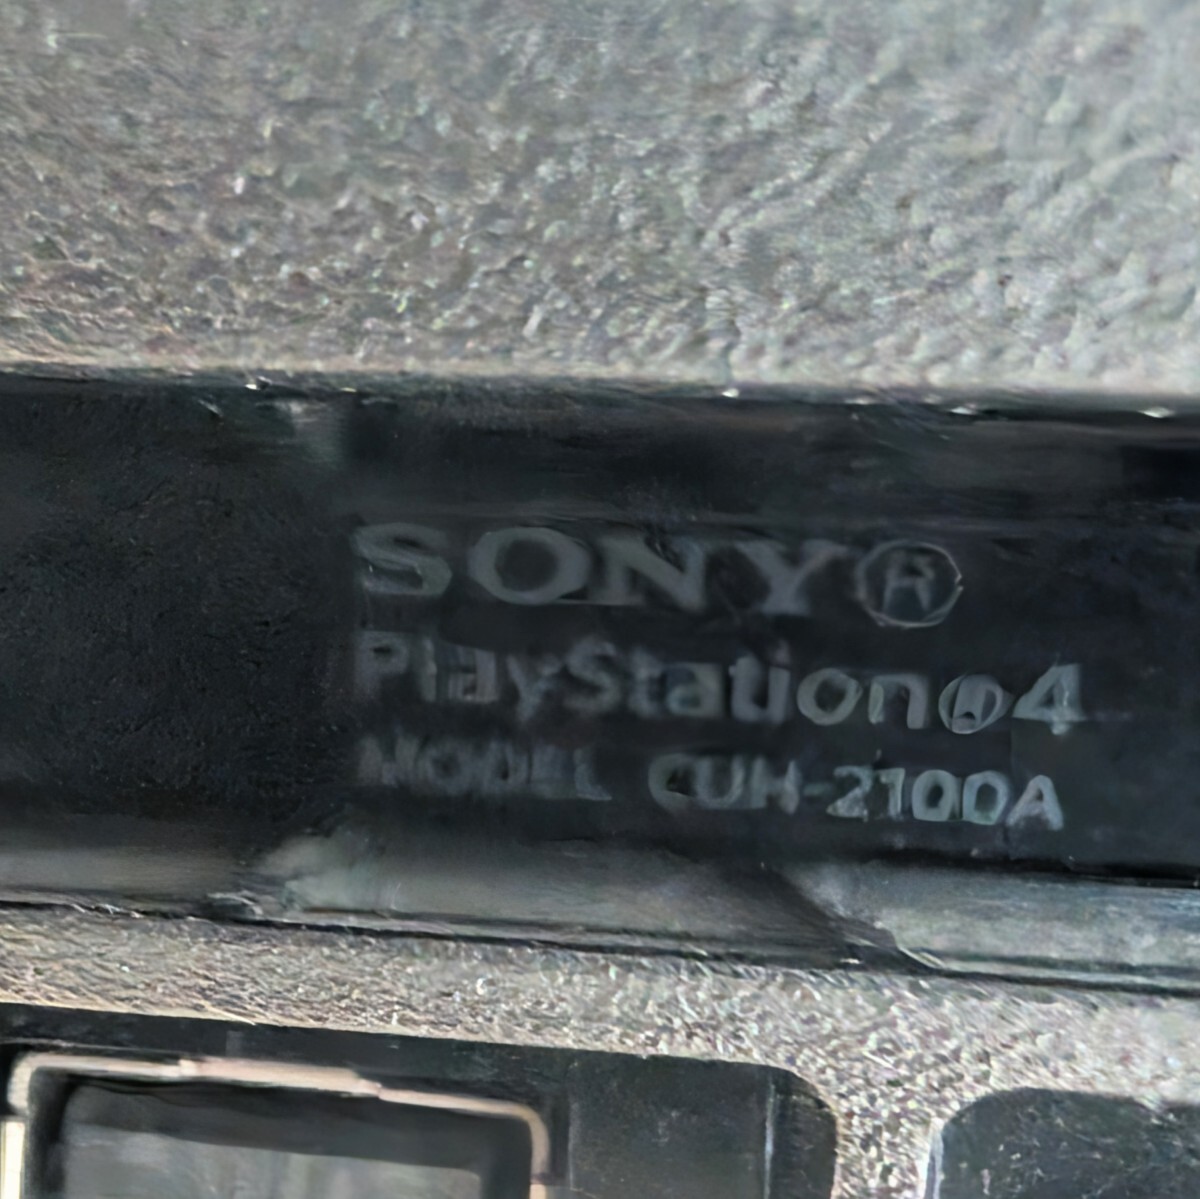 SONY®
PlayStation®4
MODEL CUH-2100A